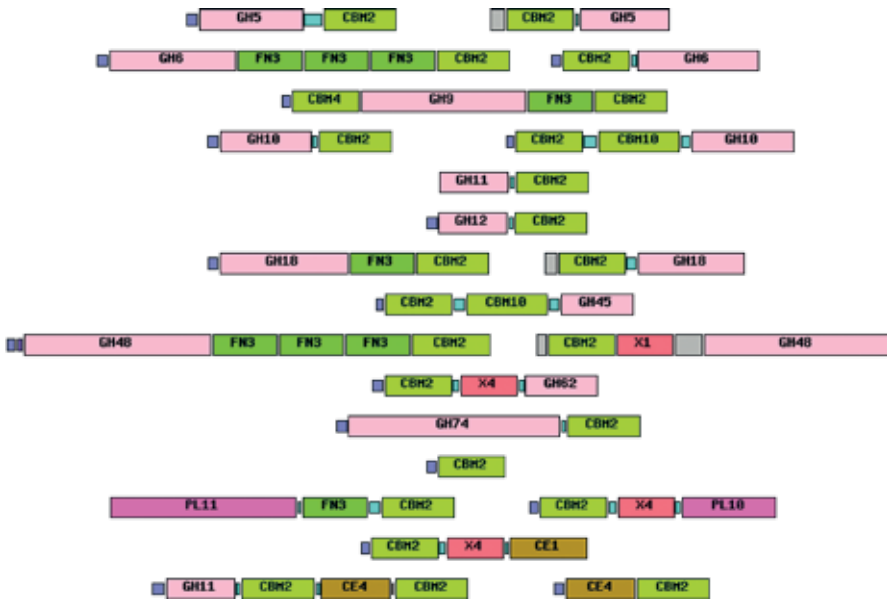 GH5 CBM2 CBM2 GH5
GH6 FN3 FN3 FN3 CBM2 CBM2 GH6
CBM4 GH9 FN3 CBM2
GH10 CBM2 CBM2 CBM10 GH10
GH11 CBM2
GH12 CBM2
GH18 FN3 CBM2 CBM2 GH18
CBM2 CBM10 GH45
GH48 FN3 FN3 FN3 CBM2 CBM2 X1 GH48
CBM2 X4 GH62
GH74 CBM2
CBM2
PL11 FN3 CBM2 CBM2 X4 PL10
CBM2 X4 CE1
GH11 CBM2 CE4 CBM2 CE4 CBM2